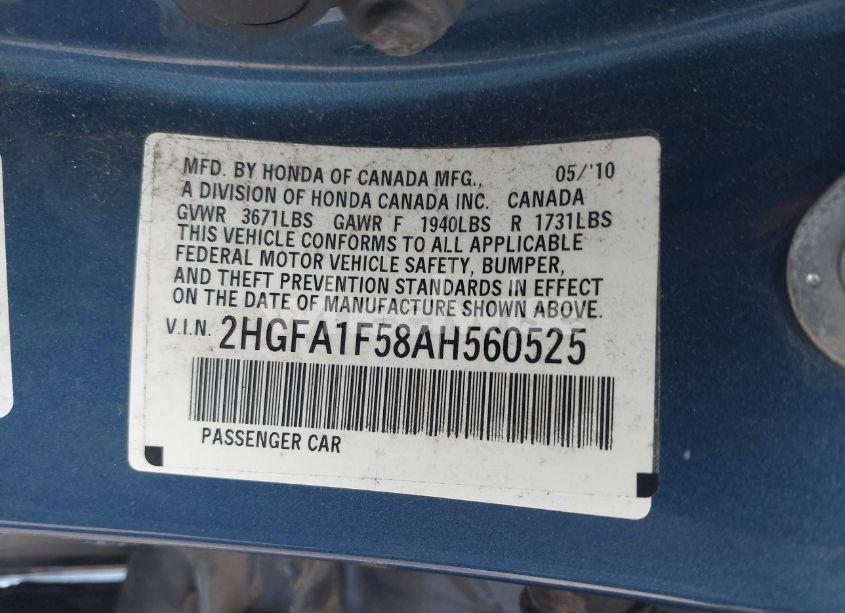 MFD. BY HONDA OF CANADA MFG., 05/'10
A DIVISION OF HONDA CANADA INC. CANADA
GVWR 3671LBS GAWR F 1940LBS R 1731LBS
THIS VEHICLE CONFORMS TO ALL APPLICABLE
FEDERAL MOTOR VEHICLE SAFETY, BUMPER,
AND THEFT PREVENTION STANDARDS IN EFFECT
ON THE DATE OF MANUFACTURE SHOWN ABOVE.
V.I.N. 2HGFA1F58AH560525
PASSENGER CAR